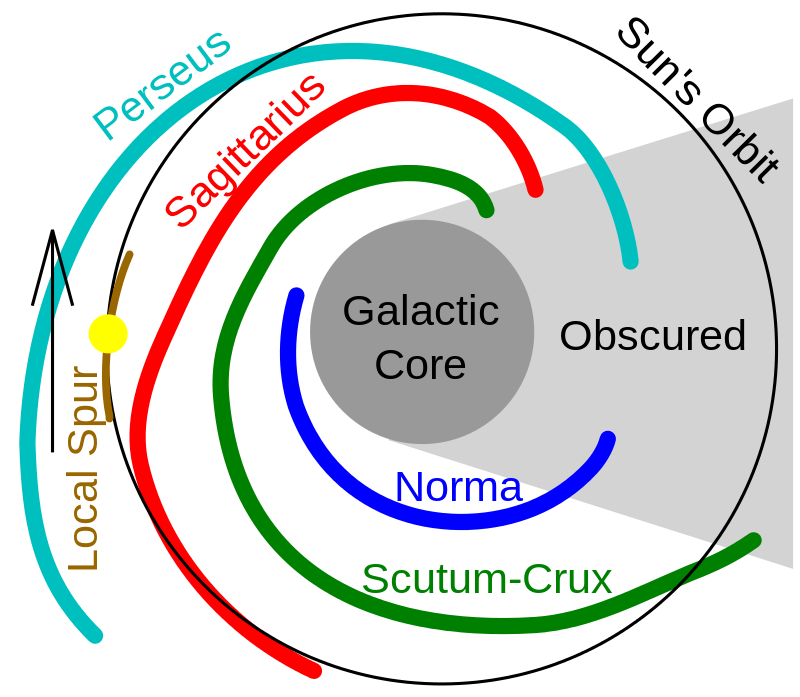 Perseus
Sun's Orbit
Sagittarius
Galactic
Core
Obscured
Local Spur
Norma
Scutum-Crux